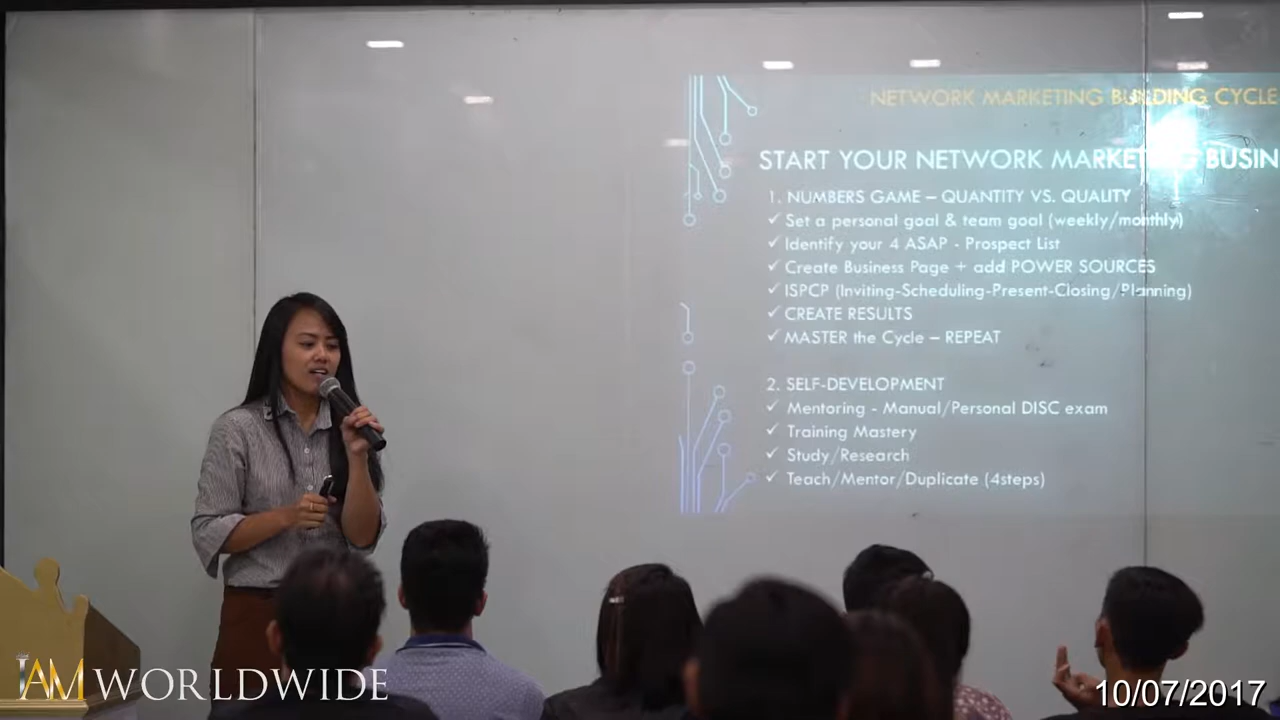 NETWORK MARKETING BUILDING CYCLE
START YOUR NETWORK MARKETING BUSIN
1. NUMBERS GAME – QUANTITY VS. QUALITY
✓ Set a personal goal & team goal (weekly/monthly)
✓ Identify your 4 ASAP - Prospect List
✓ Create Business Page + add POWER SOURCES
✓ ISPCP (Inviting-Scheduling-Present-Closing/Planning)
✓ CREATE RESULTS
✓ MASTER the Cycle – REPEAT
2. SELF-DEVELOPMENT
✓ Mentoring - Manual/Personal DISC exam
✓ Training Mastery
✓ Study/Research
✓ Teach/Mentor/Duplicate (4steps)
IAM WORLDWIDE
10/07/2017